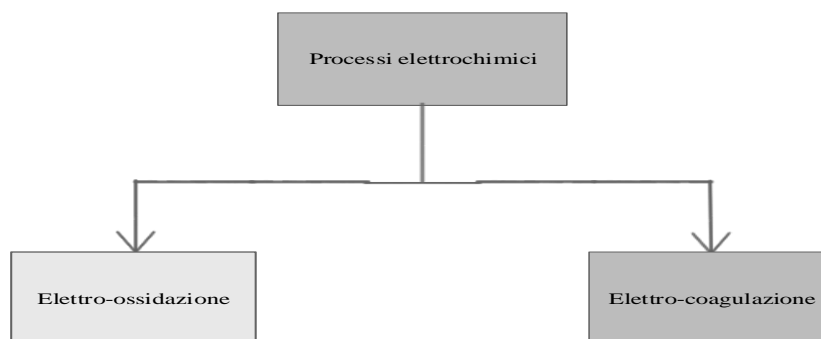 Processi elettrochimici
Elettro-ossidazione
Elettro-coagulazione